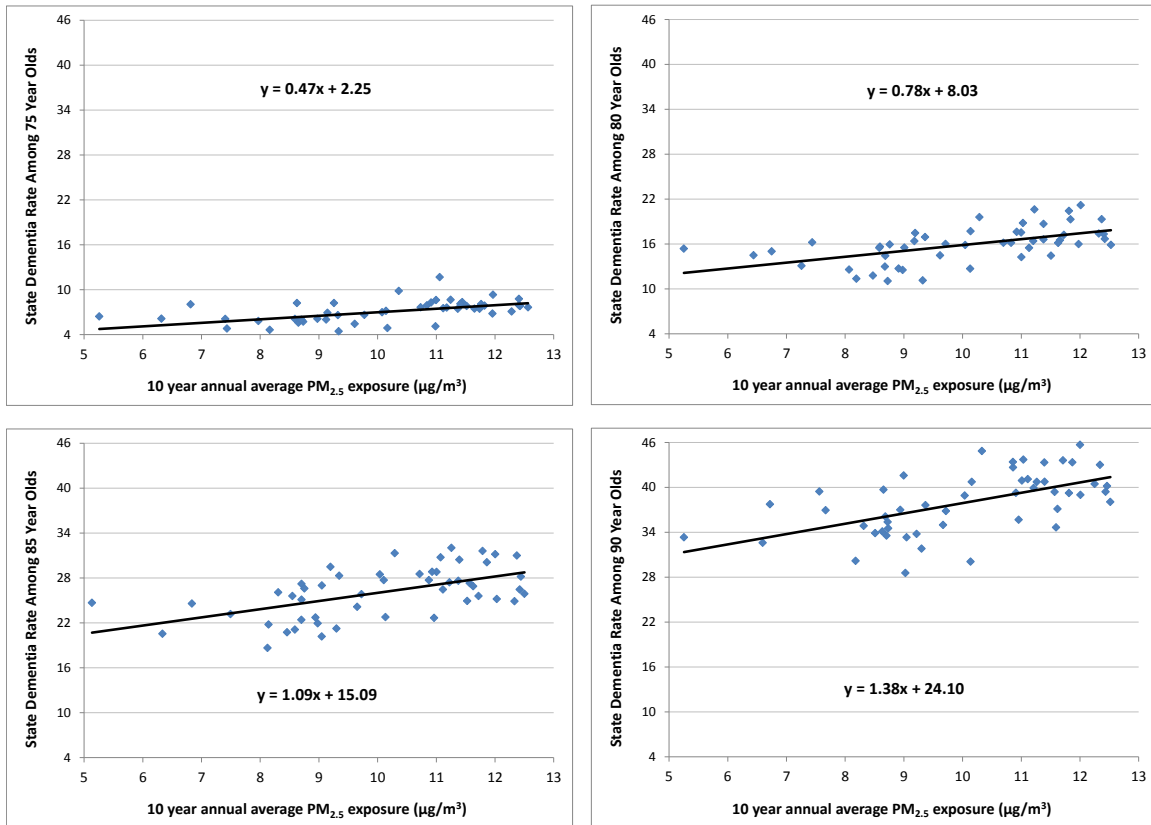 State Dementia Rate Among 75 Year Olds
46
40
34
28
22
16
10
4
y = 0.47x + 2.25
5 6 7 8 9 10 11 12 13
10 year annual average PM2.5 exposure (µg/m³)
State Dementia Rate Among 80 Year Olds
46
40
34
28
22
16
10
4
y = 0.78x + 8.03
5 6 7 8 9 10 11 12 13
10 year annual average PM2.5 exposure (µg/m³)
State Dementia Rate Among 85 Year Olds
46
40
34
28
22
16
10
4
y = 1.09x + 15.09
5 6 7 8 9 10 11 12 13
10 year annual average PM2.5 exposure (µg/m³)
State Dementia Rate Among 90 Year Olds
46
40
34
28
22
16
10
4
y = 1.38x + 24.10
5 6 7 8 9 10 11 12 13
10 year annual average PM2.5 exposure (µg/m³)